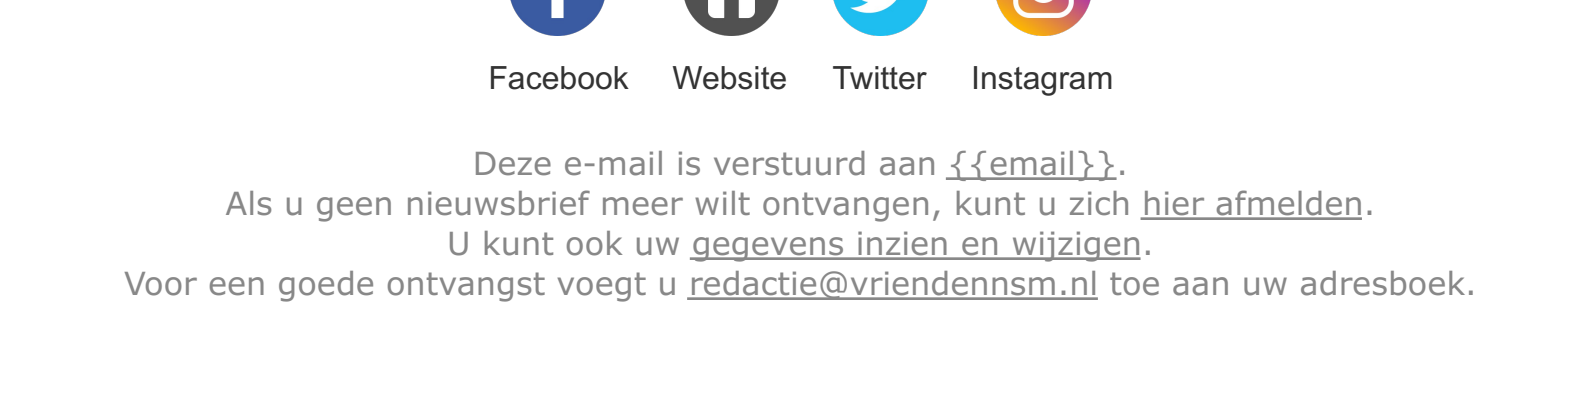 Facebook Website Twitter Instagram
Deze e-mail is verstuurd aan {{email}}.
Als u geen nieuwsbrief meer wilt ontvangen, kunt u zich hier afmelden.
U kunt ook uw gegevens inzien en wijzigen.
Voor een goede ontvangst voegt u redactie@vriendennsm.nl toe aan uw adresboek.